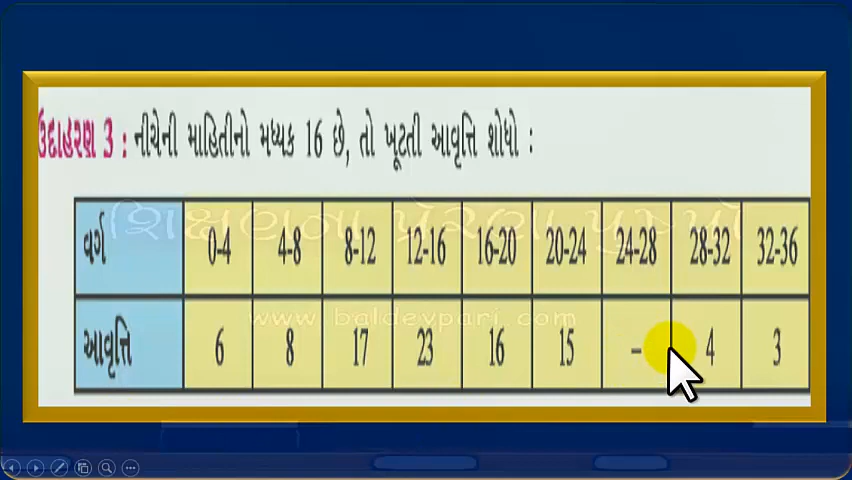 ઉદાહરણ 3 : નીચેની માહિતીનો મધ્યક 16 છે, તો ખૂટતી આવૃત્તિ શોધો :
શિક્ષણના પ્રેરણા પુષ્પો
વર્ગ 0-4 4-8 8-12 12-16 16-20 20-24 24-28 28-32 32-36
www.baldevpari.com
આવૃત્તિ 6 8 17 23 16 15 – 4 3